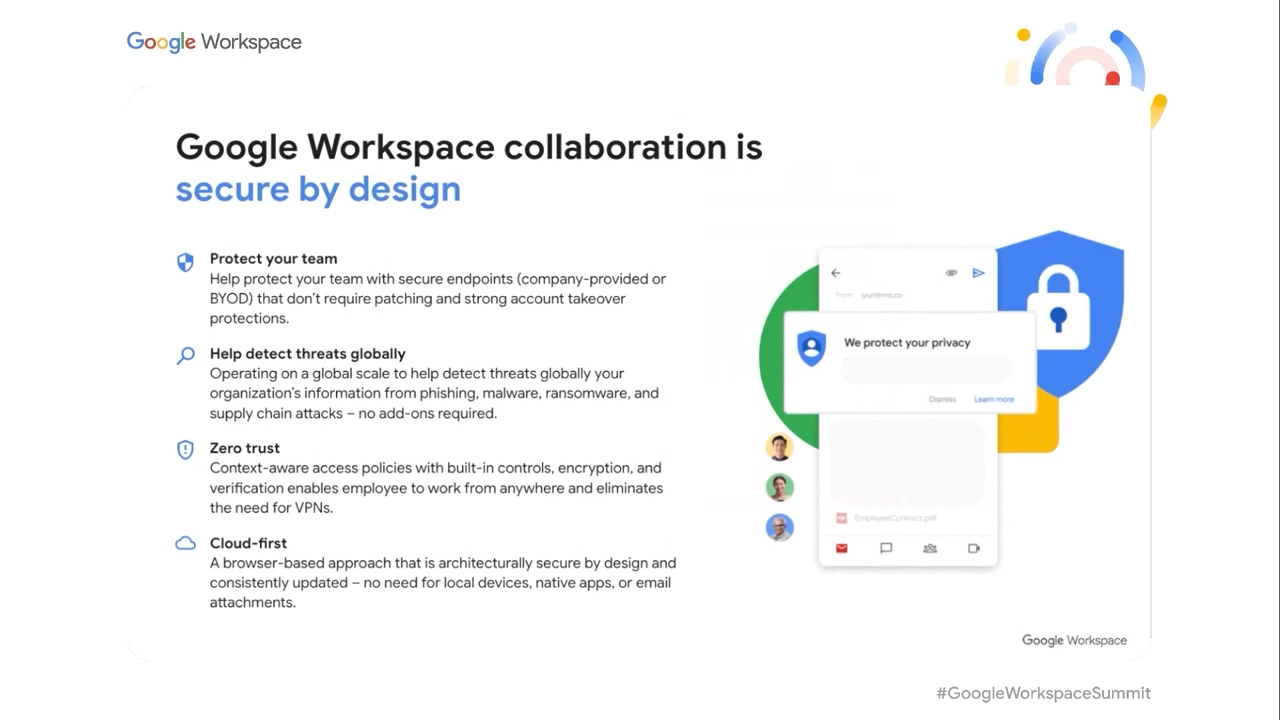 Google Workspace
Google Workspace collaboration is
secure by design
Protect your team
Help protect your team with secure endpoints (company-provided or
BYOD) that don't require patching and strong account takeover
protections.
Help detect threats globally
Operating on a global scale to help detect threats globally your
organization's information from phishing, malware, ransomware, and
supply chain attacks – no add-ons required.
Zero trust
Context-aware access policies with built-in controls, encryption, and
verification enables employee to work from anywhere and eliminates
the need for VPNs.
Cloud-first
A browser-based approach that is architecturally secure by design and
consistently updated – no need for local devices, native apps, or email
attachments.
From:
We protect your privacy
Dismiss Learn more
EmployeeContract.pdf
Google Workspace
#GoogleWorkspaceSummit